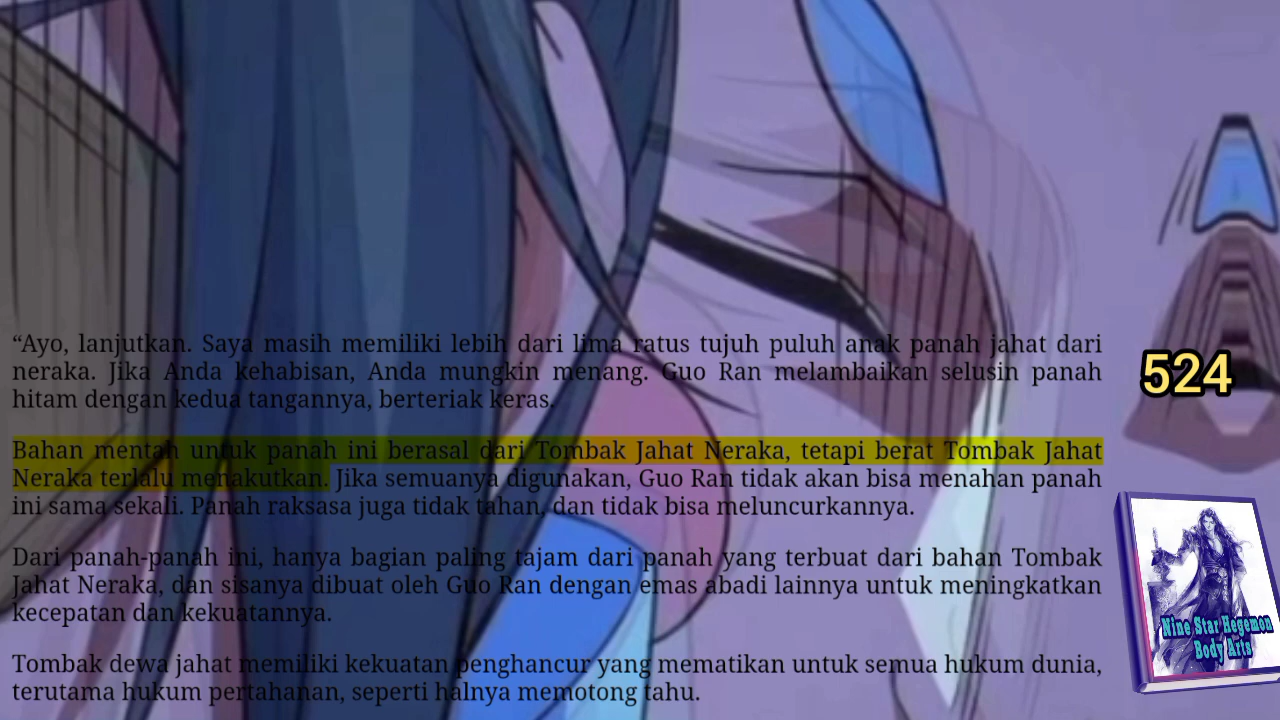 “Ayo, lanjutkan. Saya masih memiliki lebih dari lima ratus tujuh puluh anak panah jahat dari
neraka. Jika Anda kehabisan, Anda mungkin menang. Guo Ran melambaikan selusin panah
hitam dengan kedua tangannya, berteriak keras.
Bahan mentah untuk panah ini berasal dari Tombak Jahat Neraka, tetapi berat Tombak Jahat
Neraka terlalu menakutkan. Jika semuanya digunakan, Guo Ran tidak akan bisa menahan panah
ini sama sekali. Panah raksasa juga tidak tahan, dan tidak bisa meluncurkannya.
Dari panah-panah ini, hanya bagian paling tajam dari panah yang terbuat dari bahan Tombak
Jahat Neraka, dan sisanya dibuat oleh Guo Ran dengan emas abadi lainnya untuk meningkatkan
kecepatan dan kekuatannya.
Tombak dewa jahat memiliki kekuatan penghancur yang mematikan untuk semua hukum dunia,
terutama hukum pertahanan, seperti halnya memotong tahu.
524
Nine Star Hegemon
Body Arts